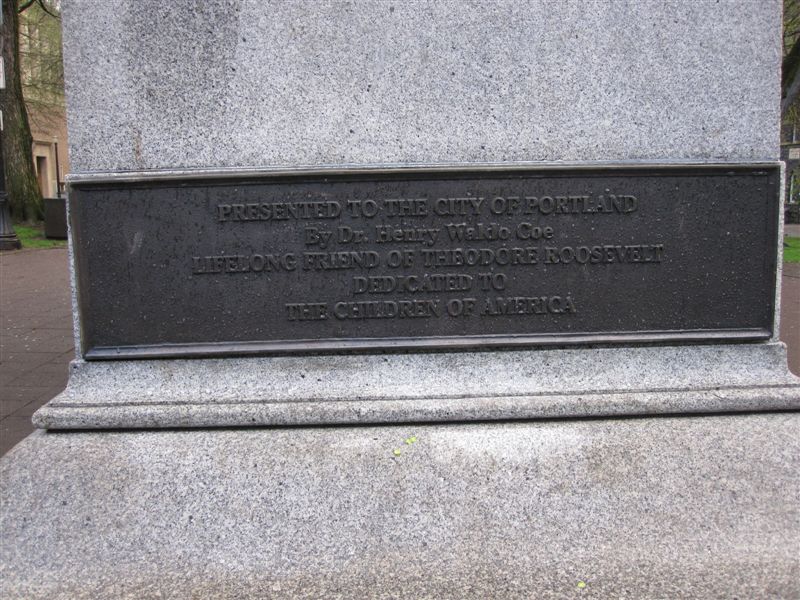 PRESENTED TO THE CITY OF PORTLAND
By Dr. Henry Waldo Coe
LIFELONG FRIEND OF THEODORE ROOSEVELT
DEDICATED TO
THE CHILDREN OF AMERICA